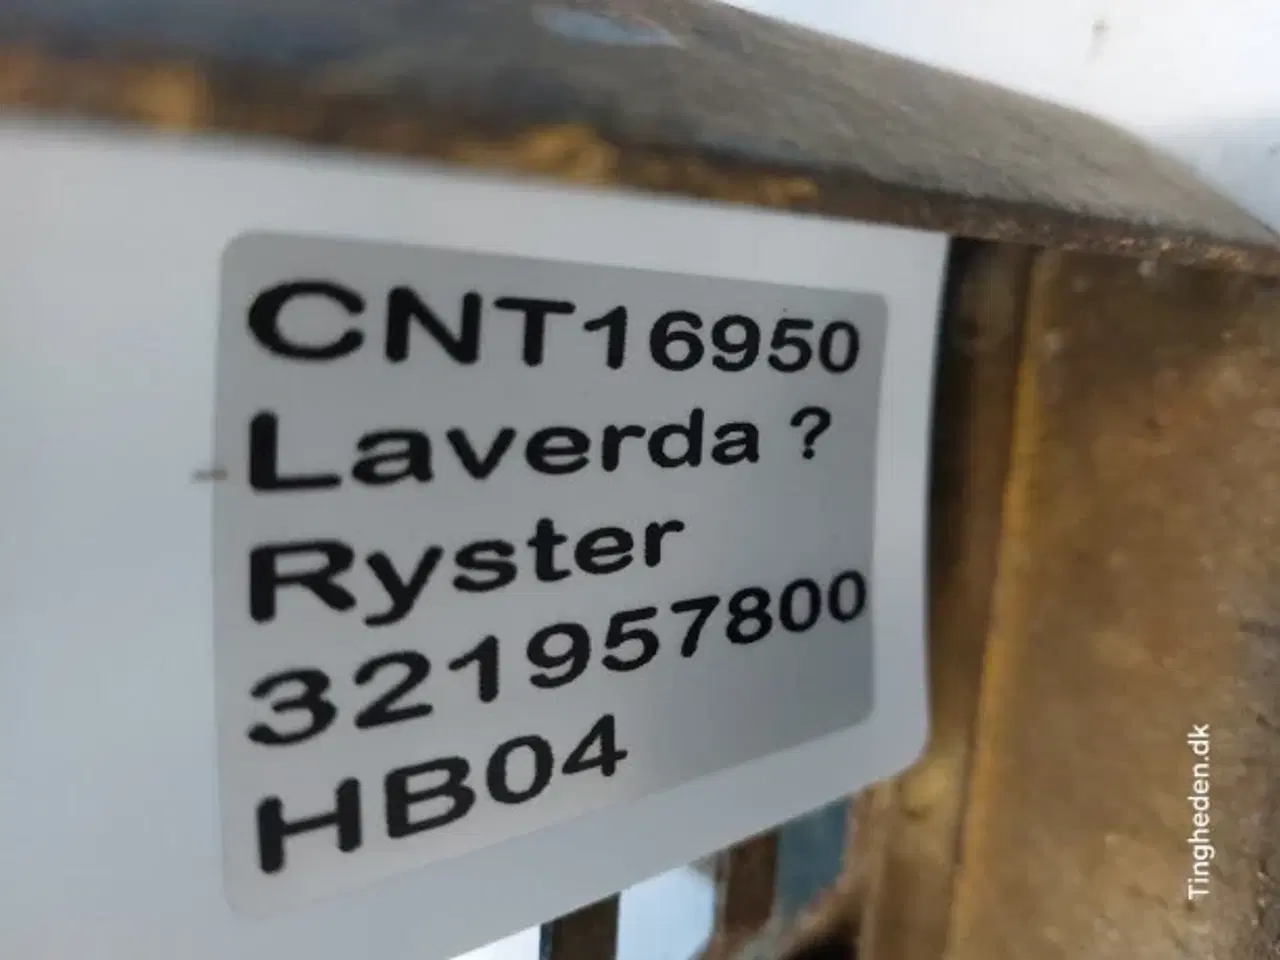 CNT16950
Laverda ?
Ryster
321957800
HB04
Tingheden.dk